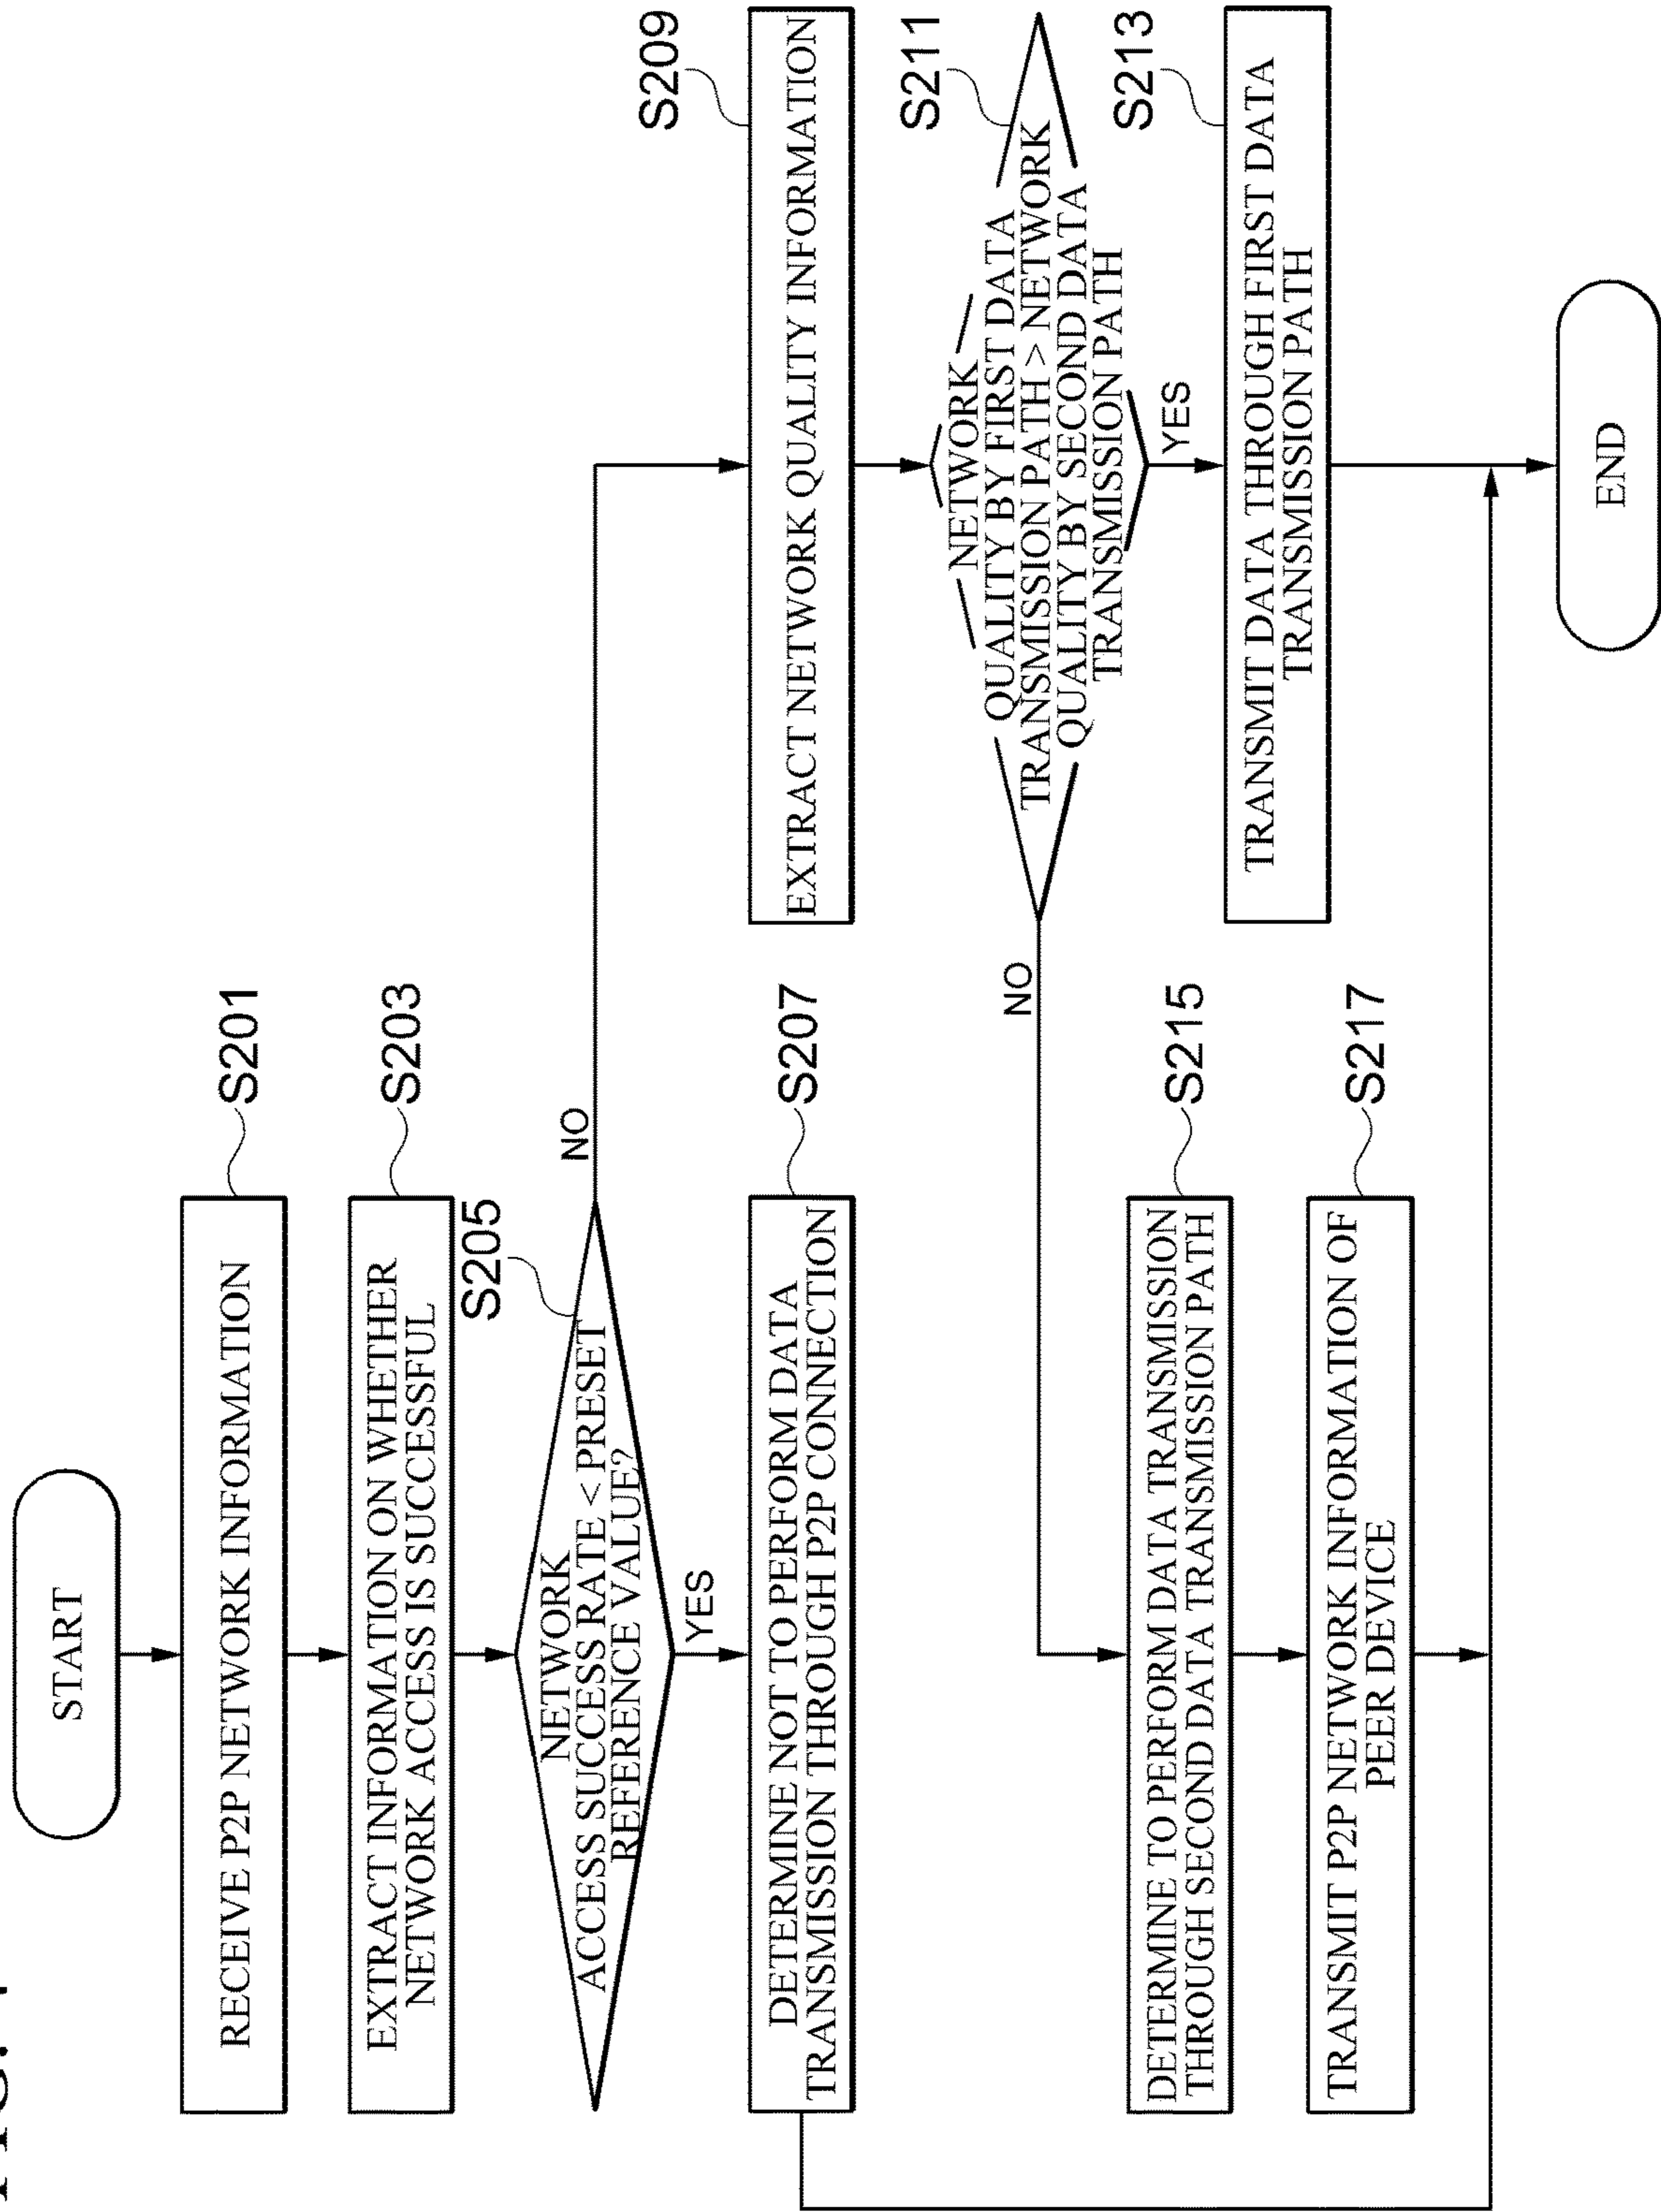 START
RECEIVE P2P NETWORK INFORMATION
S201
EXTRACT INFORMATION ON WHETHER
NETWORK ACCESS IS SUCCESSFUL
S203
NETWORK
ACCESS SUCCESS RATE < PRESET
REFERENCE VALUE?
S205
NO
YES
DETERMINE NOT TO PERFORM DATA
TRANSMISSION THROUGH P2P CONNECTION
S207
EXTRACT NETWORK QUALITY INFORMATION
S209
NETWORK
QUALITY BY FIRST DATA
TRANSMISSION PATH > NETWORK
QUALITY BY SECOND DATA
TRANSMISSION PATH
S211
NO
YES
TRANSMIT DATA THROUGH FIRST DATA
TRANSMISSION PATH
S213
DETERMINE TO PERFORM DATA TRANSMISSION
THROUGH SECOND DATA TRANSMISSION PATH
S215
TRANSMIT P2P NETWORK INFORMATION OF
PEER DEVICE
S217
END